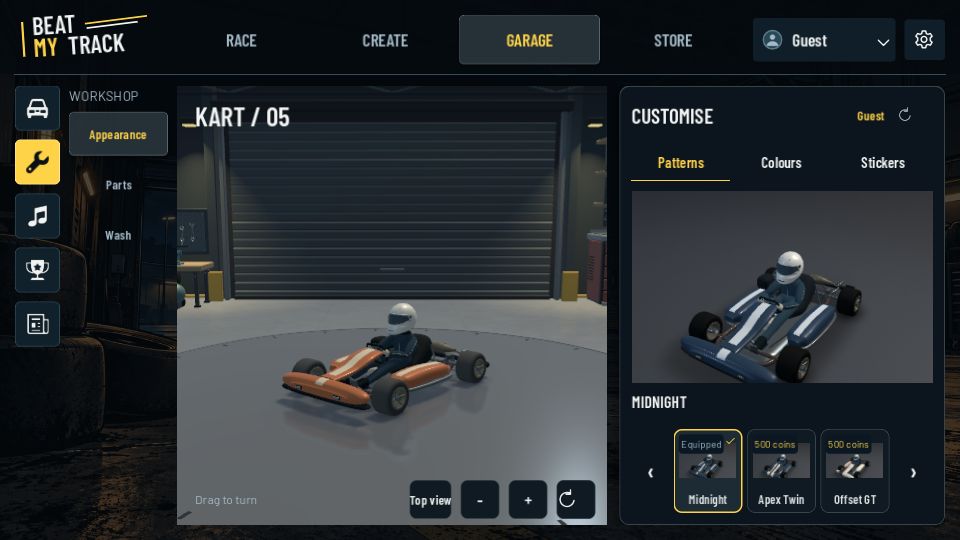 BEAT
MY TRACK
RACE
CREATE
GARAGE
STORE
Guest
WORKSHOP
Appearance
Parts
Wash
KART / 05
Drag to turn
Top view
-
+
CUSTOMISE
Guest
Patterns
Colours
Stickers
MIDNIGHT
‹
Equipped
Midnight
500 coins
Apex Twin
500 coins
Offset GT
›